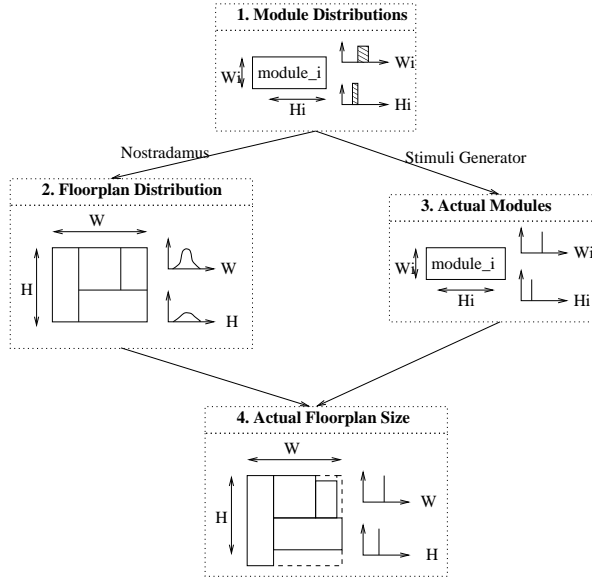 1. Module Distributions
Wi
module_i
Wi
Hi
Hi
Nostradamus
Stimuli Generator
2. Floorplan Distribution
W
H
W
H
3. Actual Modules
Wi
module_i
Wi
Hi
Hi
4. Actual Floorplan Size
W
H
W
H